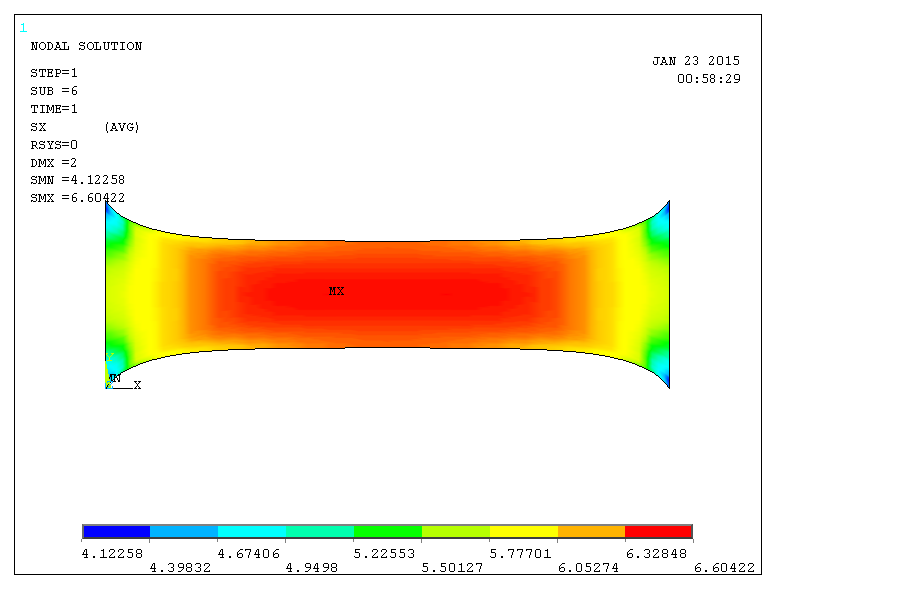 1
NODAL SOLUTION
JAN 23 2015
00:58:29
STEP=1
SUB =6
TIME=1
SX (AVG)
RSYS=0
DMX =2
SMN =4.12258
SMX =6.60422
MX
X
4.12258 4.67406 5.22553 5.77701 6.32848
4.39832 4.9498 5.50127 6.05274 6.60422